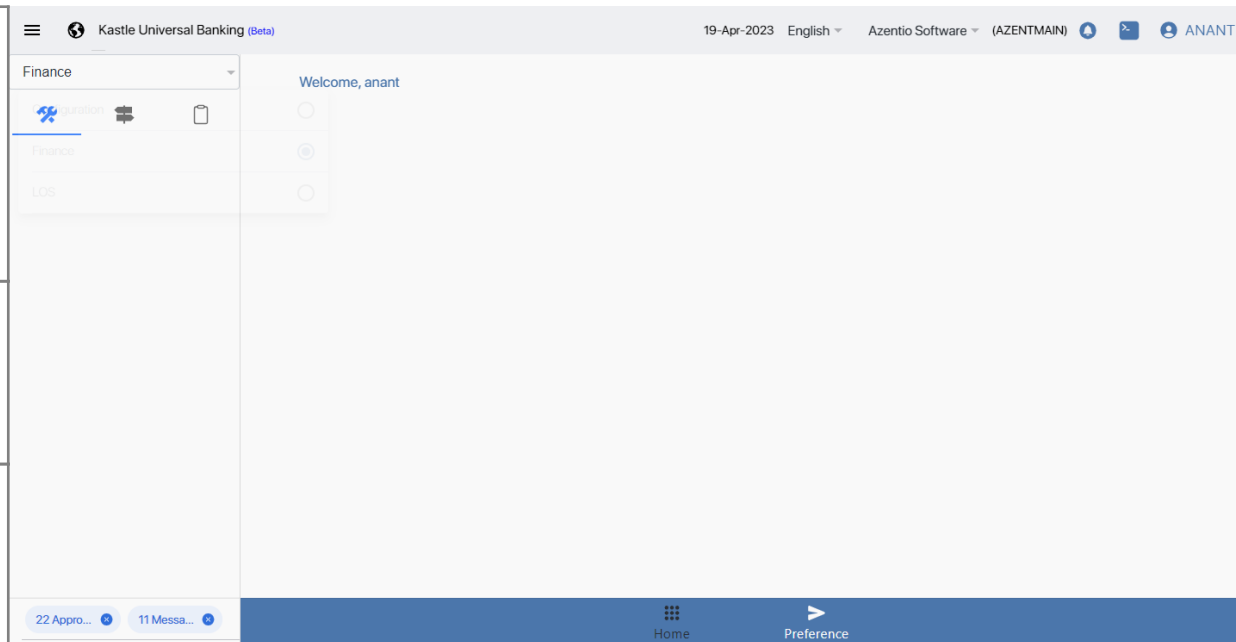 Kastle Universal Banking (Beta)
19-Apr-2023 English Azentio Software (AZENTMAIN) ANANT
Finance
Welcome, anant
Configuration
Finance
LOS
22 Appro... 11 Messa...
Home Preference